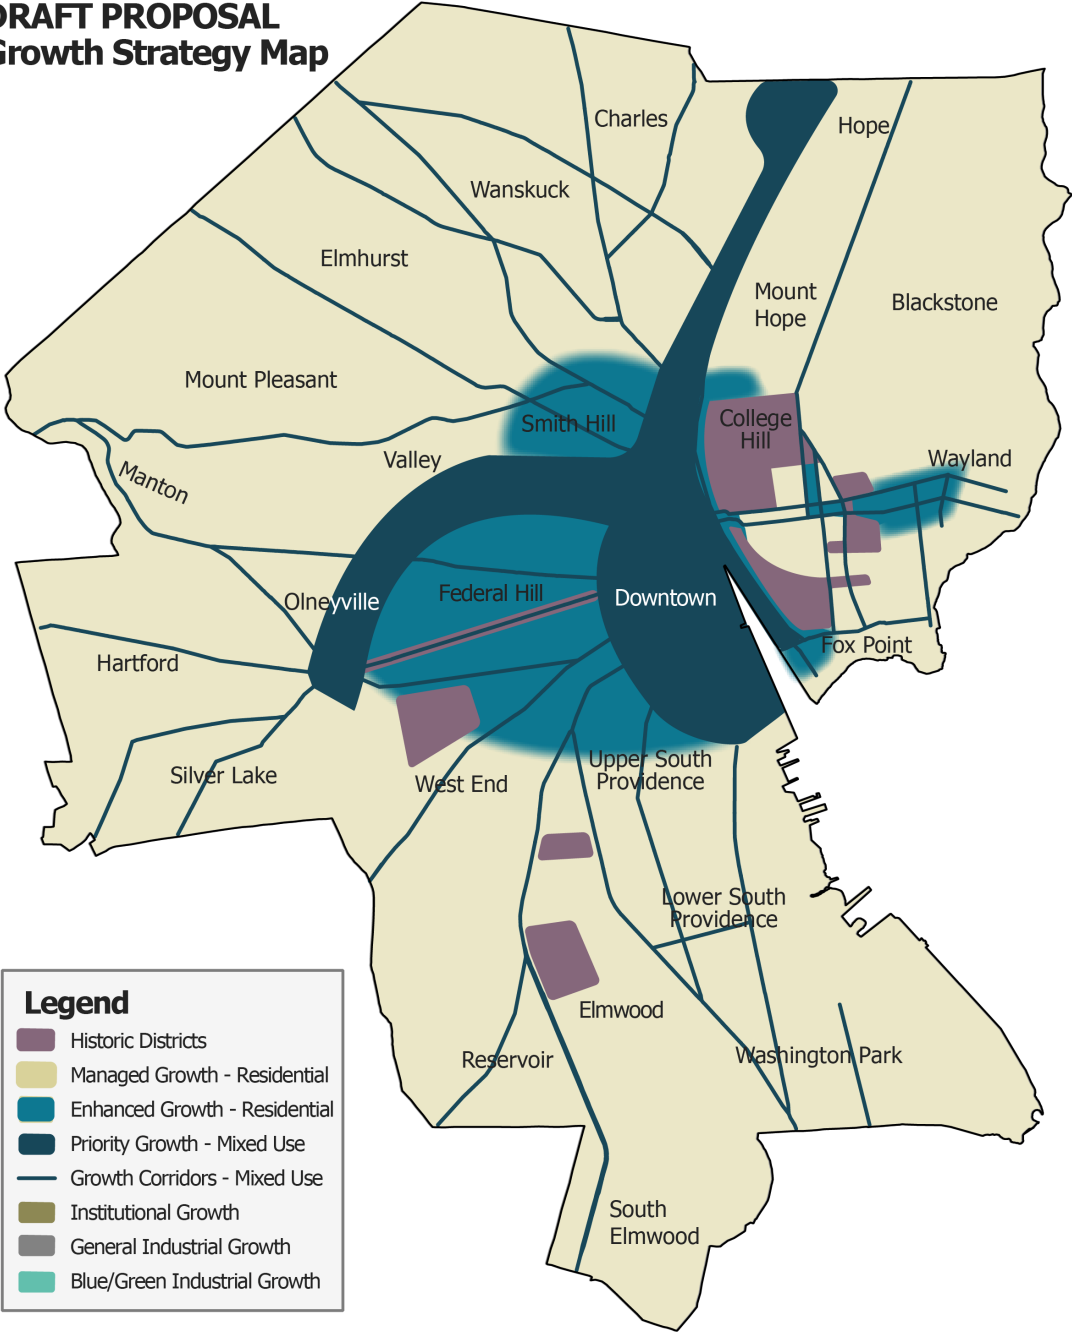 DRAFT PROPOSAL
Growth Strategy Map
Charles
Hope
Wanskuck
Elmhurst
Mount
Hope
Blackstone
Mount Pleasant
Smith Hill
College
Hill
Valley
Wayland
Manton
Olneyville
Federal Hill
Downtown
Fox Point
Hartford
Silver Lake
West End
Upper South
Providence
Lower South
Providence
Elmwood
Reservoir
Washington Park
South
Elmwood
Legend
Historic Districts
Managed Growth - Residential
Enhanced Growth - Residential
Priority Growth - Mixed Use
Growth Corridors - Mixed Use
Institutional Growth
General Industrial Growth
Blue/Green Industrial Growth